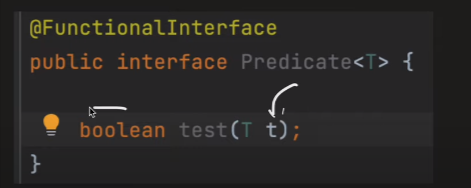 @FunctionalInterface
public interface Predicate<T> {
boolean test(T t);
}